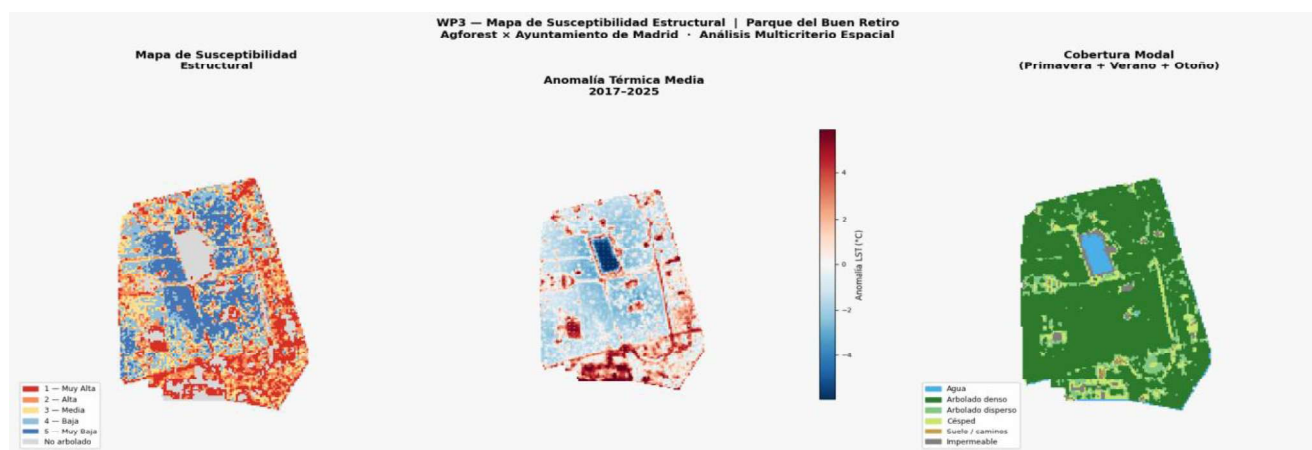 WP3 — Mapa de Susceptibilidad Estructural | Parque del Buen Retiro
Agforest × Ayuntamiento de Madrid · Análisis Multicriterio Espacial
Mapa de Susceptibilidad
Estructural
1 — Muy Alta
2 — Alta
3 — Media
4 — Baja
5 — Muy Baja
No arbolado
Anomalía Térmica Media
2017–2025
4
2
0
−2
−4
Anomalía LST (°C)
Cobertura Modal
(Primavera + Verano + Otoño)
Agua
Arbolado denso
Arbolado disperso
Césped
Suelo / caminos
Impermeable